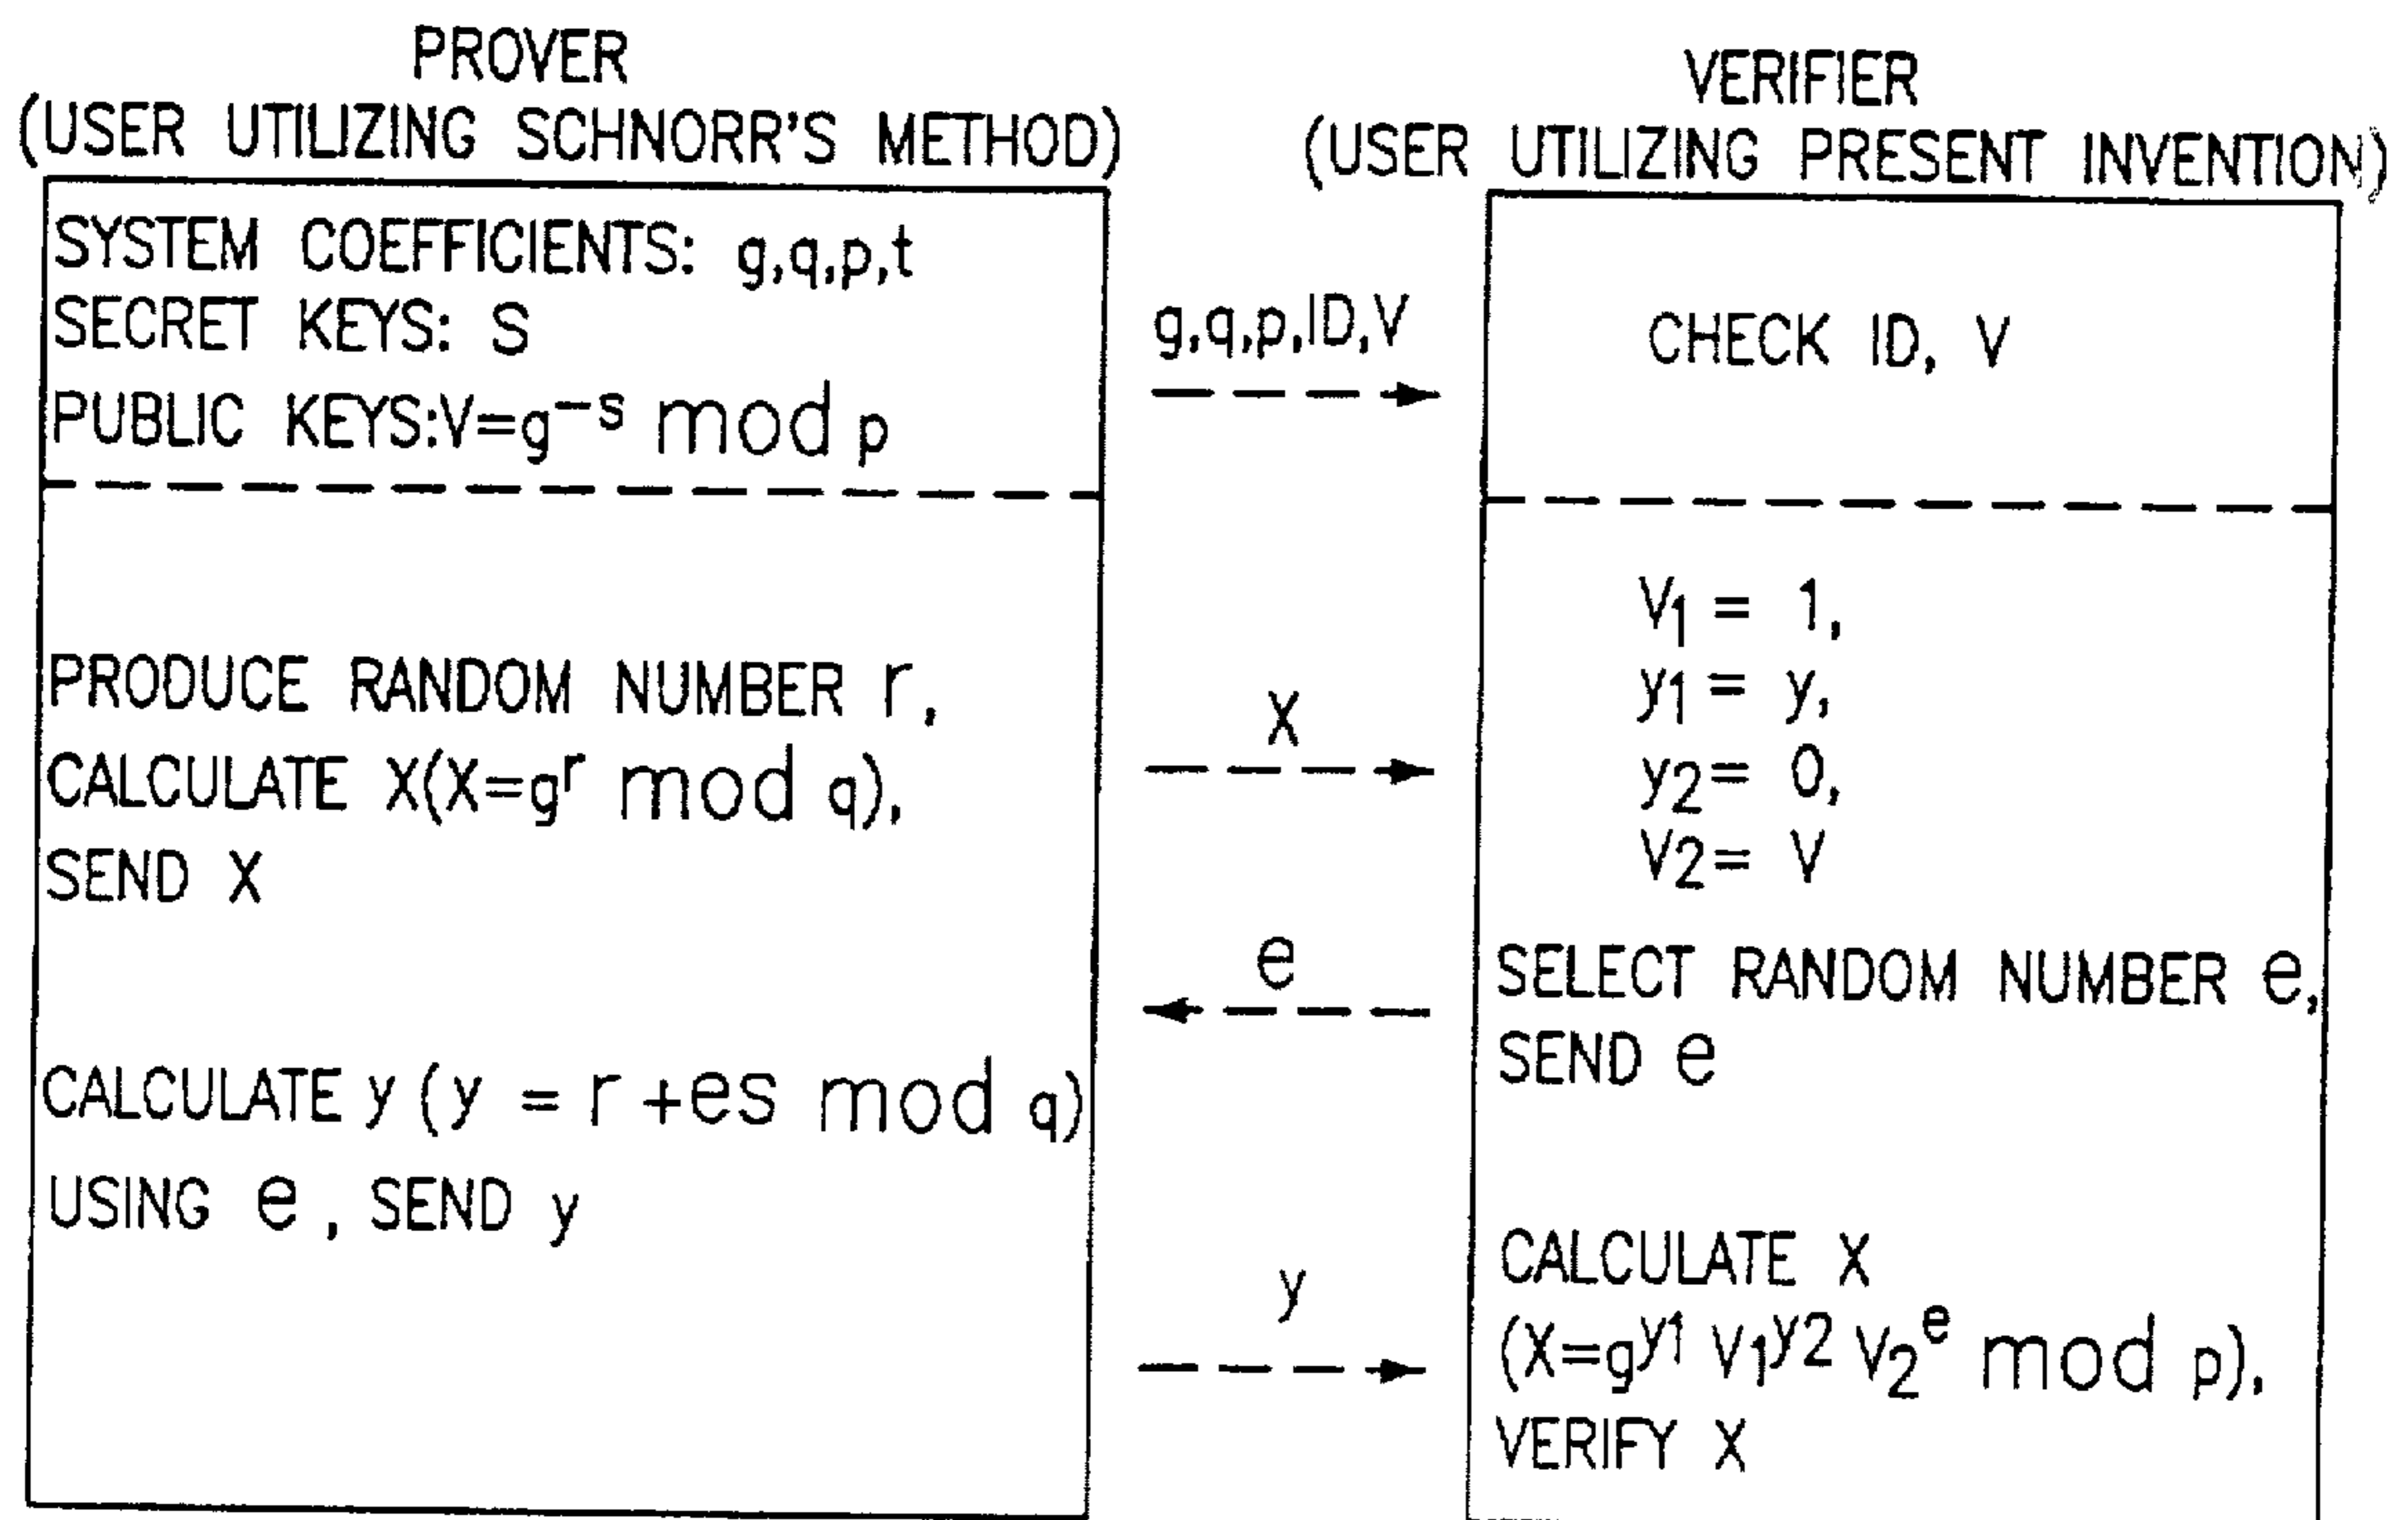 PROVER
(USER UTILIZING SCHNORR'S METHOD)
SYSTEM COEFFICIENTS: g,q,p,t
SECRET KEYS: S
PUBLIC KEYS:V=g^-s mod p
PRODUCE RANDOM NUMBER r,
CALCULATE X(X=g^r mod q),
SEND X
CALCULATE y (y = r +es mod q)
USING e , SEND y
g,q,p,ID,V
X
e
y
VERIFIER
(USER UTILIZING PRESENT INVENTION)
CHECK ID, V
V1 = 1,
y1 = y,
y2 = 0,
V2 = V
SELECT RANDOM NUMBER e,
SEND e
CALCULATE X
(X=g^y1 V1^y2 V2^e mod p),
VERIFY X